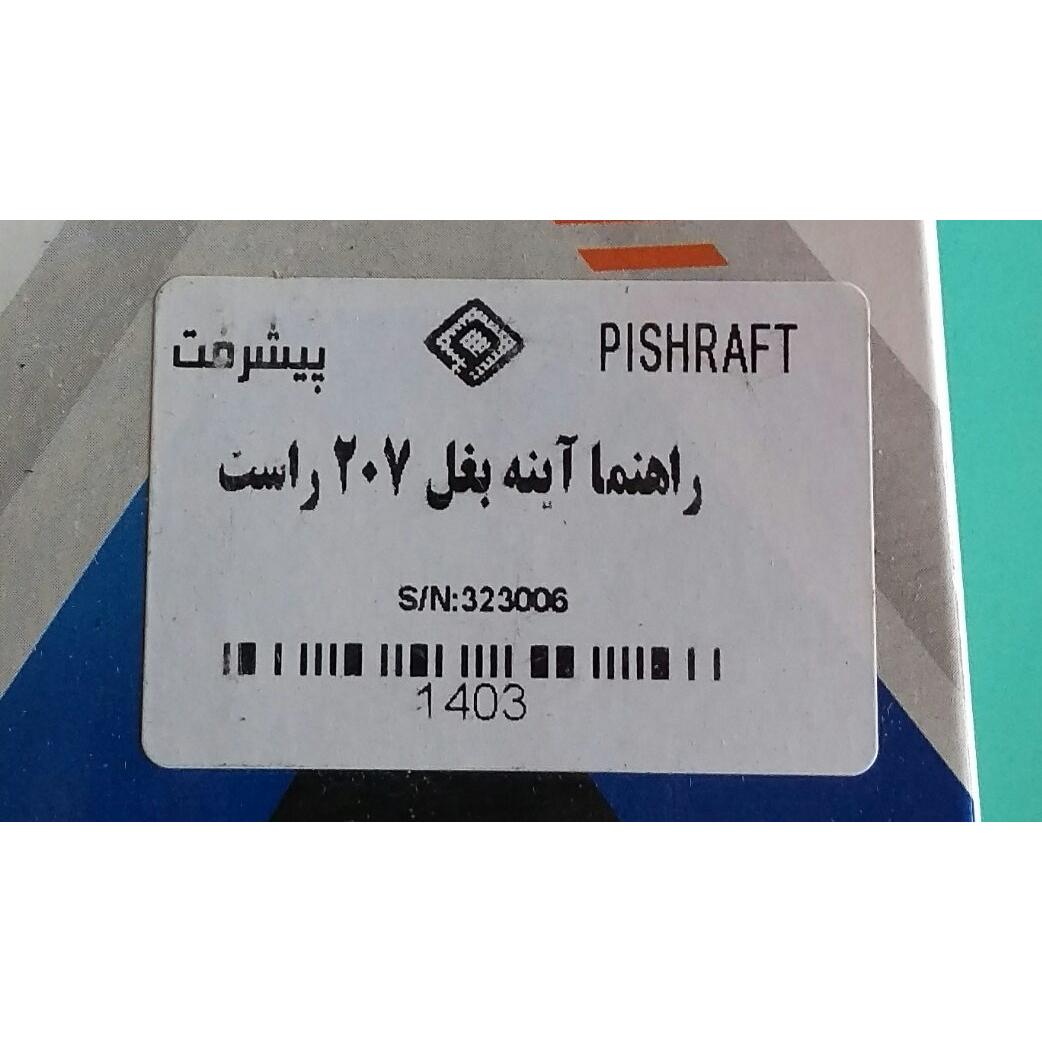 پیشرفت PISHRAFT
راهنما آینه بغل ۲۰۷ راست
S/N:323006
1403